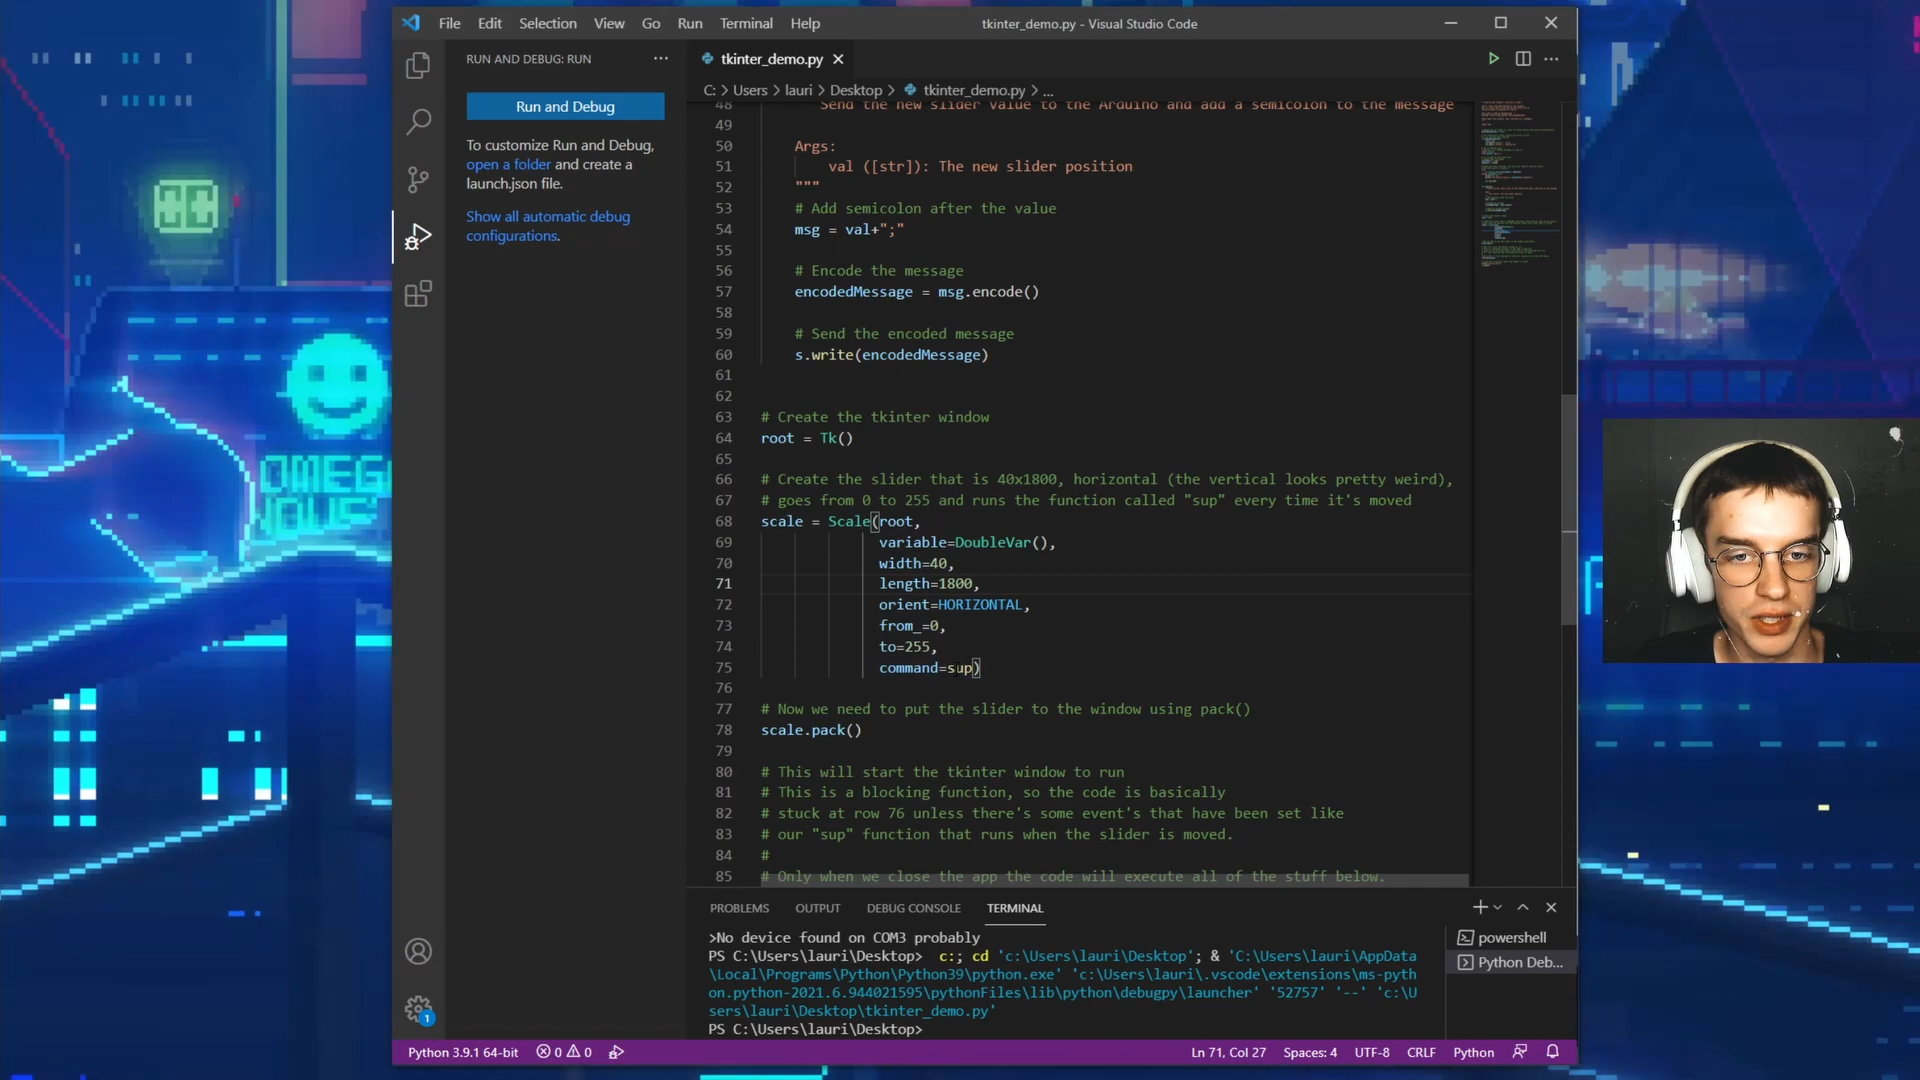 File Edit Selection View Go Run Terminal Help
tkinter_demo.py - Visual Studio Code
RUN AND DEBUG: RUN
Run and Debug
To customize Run and Debug,
open a folder and create a
launch.json file.
Show all automatic debug
configurations.
tkinter_demo.py
C: > Users > lauri > Desktop > tkinter_demo.py > ...
48 Send the new slider value to the Arduino and add a semicolon to the message
49
50 Args:
51 val ([str]): The new slider position
52 """
53 # Add semicolon after the value
54 msg = val+";"
55
56 # Encode the message
57 encodedMessage = msg.encode()
58
59 # Send the encoded message
60 s.write(encodedMessage)
61
62
63 # Create the tkinter window
64 root = Tk()
65
66 # Create the slider that is 40x1800, horizontal (the vertical looks pretty weird),
67 # goes from 0 to 255 and runs the function called "sup" every time it's moved
68 scale = Scale(root,
69 variable=DoubleVar(),
70 width=40,
71 length=1800,
72 orient=HORIZONTAL,
73 from_=0,
74 to=255,
75 command=sup)
76
77 # Now we need to put the slider to the window using pack()
78 scale.pack()
79
80 # This will start the tkinter window to run
81 # This is a blocking function, so the code is basically
82 # stuck at row 76 unless there's some event's that have been set like
83 # our "sup" function that runs when the slider is moved.
84 #
85 # Only when we close the app the code will execute all of the stuff below.
PROBLEMS OUTPUT DEBUG CONSOLE TERMINAL
>No device found on COM3 probably
PS C:\Users\lauri\Desktop>  c:; cd 'c:\Users\lauri\Desktop'; & 'C:\Users\lauri\AppData
\Local\Programs\Python\Python39\python.exe' 'c:\Users\lauri\.vscode\extensions\ms-pyth
on.python-2021.6.944021595\pythonFiles\lib\python\debugpy\launcher' '52757' '--' 'c:\U
sers\lauri\Desktop\tkinter_demo.py'
PS C:\Users\lauri\Desktop>
powershell
Python Deb...
1
Python 3.9.1 64-bit 0 0
Ln 71, Col 27 Spaces: 4 UTF-8 CRLF Python
OMEG